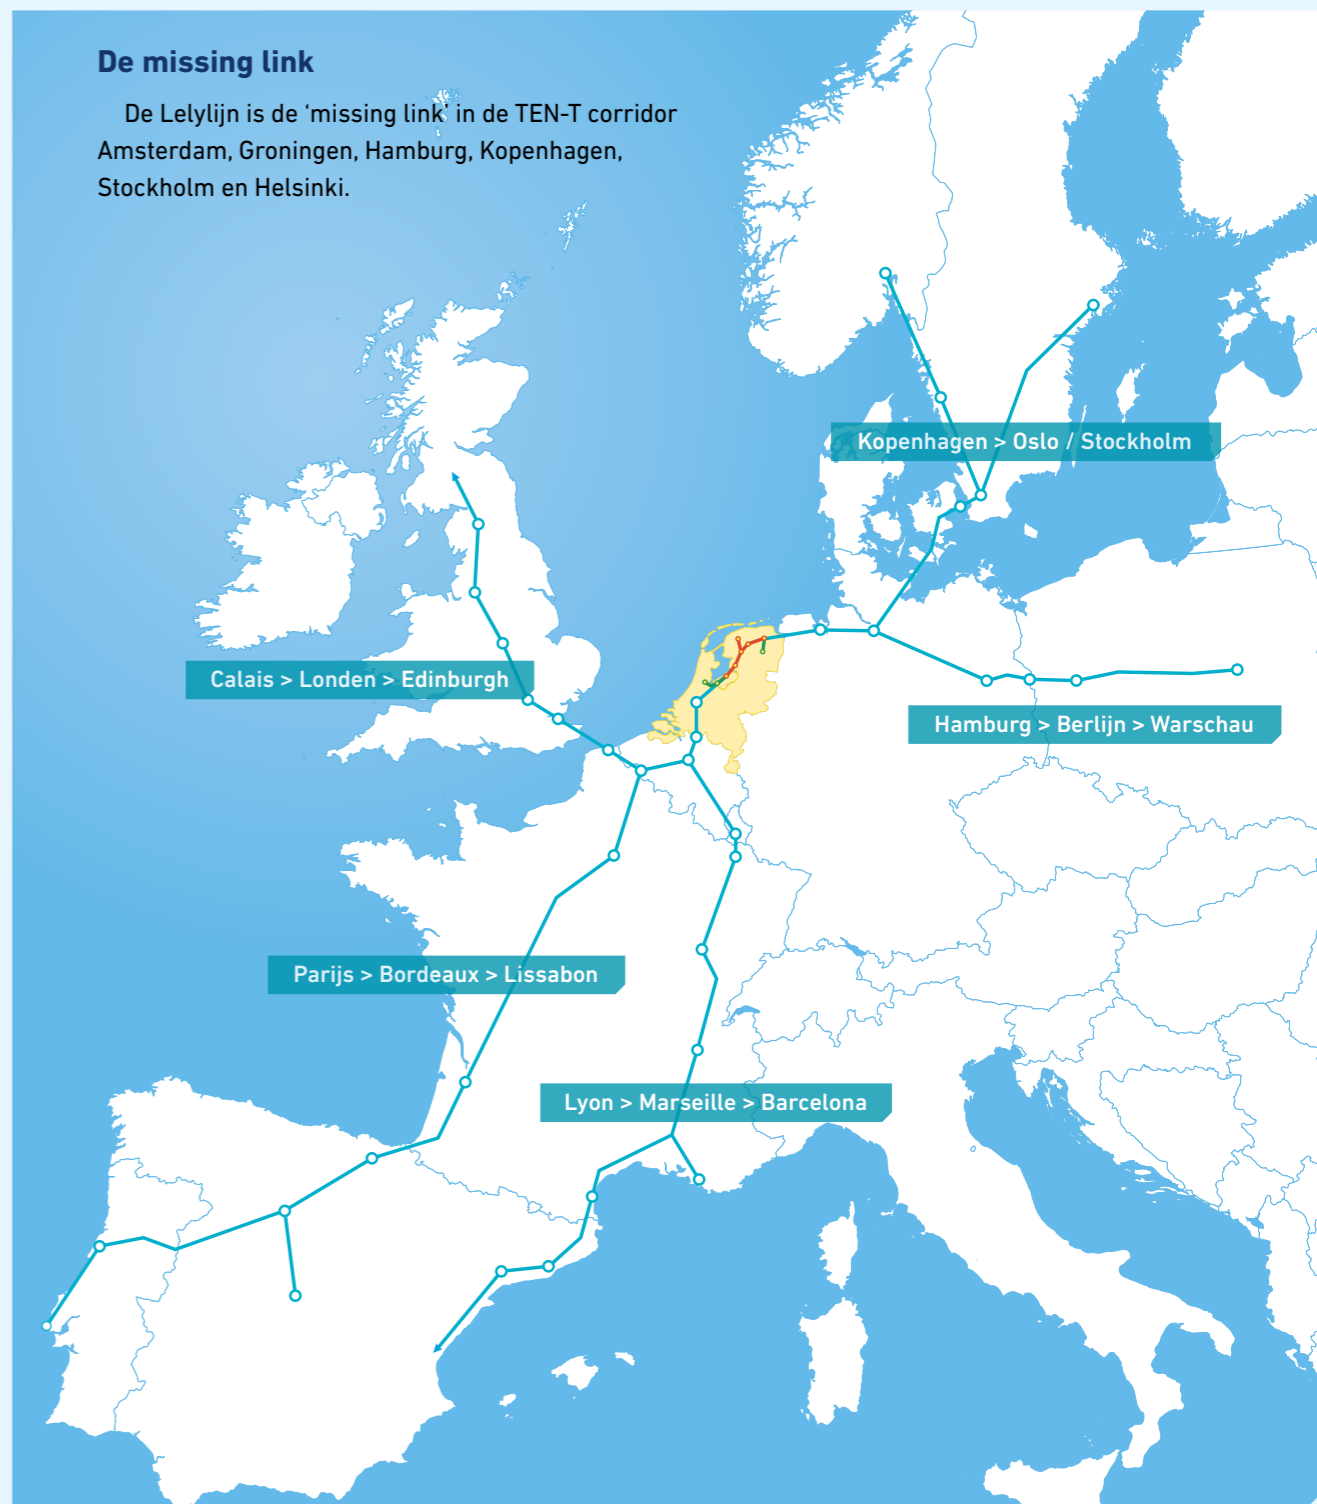 De missing link
De Lelylijn is de ‘missing link’ in de TEN-T corridor
Amsterdam, Groningen, Hamburg, Kopenhagen,
Stockholm en Helsinki.
Kopenhagen > Oslo / Stockholm
Calais > Londen > Edinburgh
Hamburg > Berlijn > Warschau
Parijs > Bordeaux > Lissabon
Lyon > Marseille > Barcelona